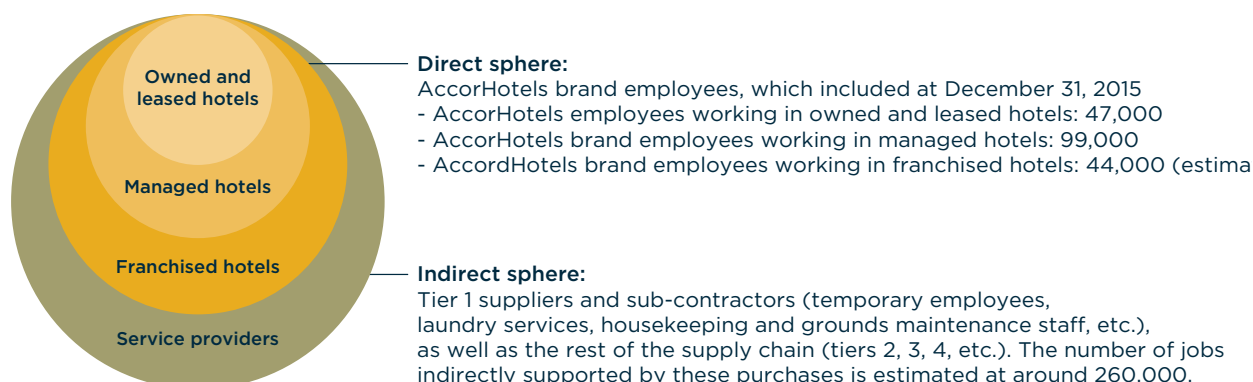 Owned and
leased hotels
Managed hotels
Franchised hotels
Service providers
Direct sphere:
AccorHotels brand employees, which included at December 31, 2015
- AccorHotels employees working in owned and leased hotels: 47,000
- AccorHotels brand employees working in managed hotels: 99,000
- AccordHotels brand employees working in franchised hotels: 44,000 (estima
Indirect sphere:
Tier 1 suppliers and sub-contractors (temporary employees,
laundry services, housekeeping and grounds maintenance staff, etc.),
as well as the rest of the supply chain (tiers 2, 3, 4, etc.). The number of jobs
indirectly supported by these purchases is estimated at around 260,000.